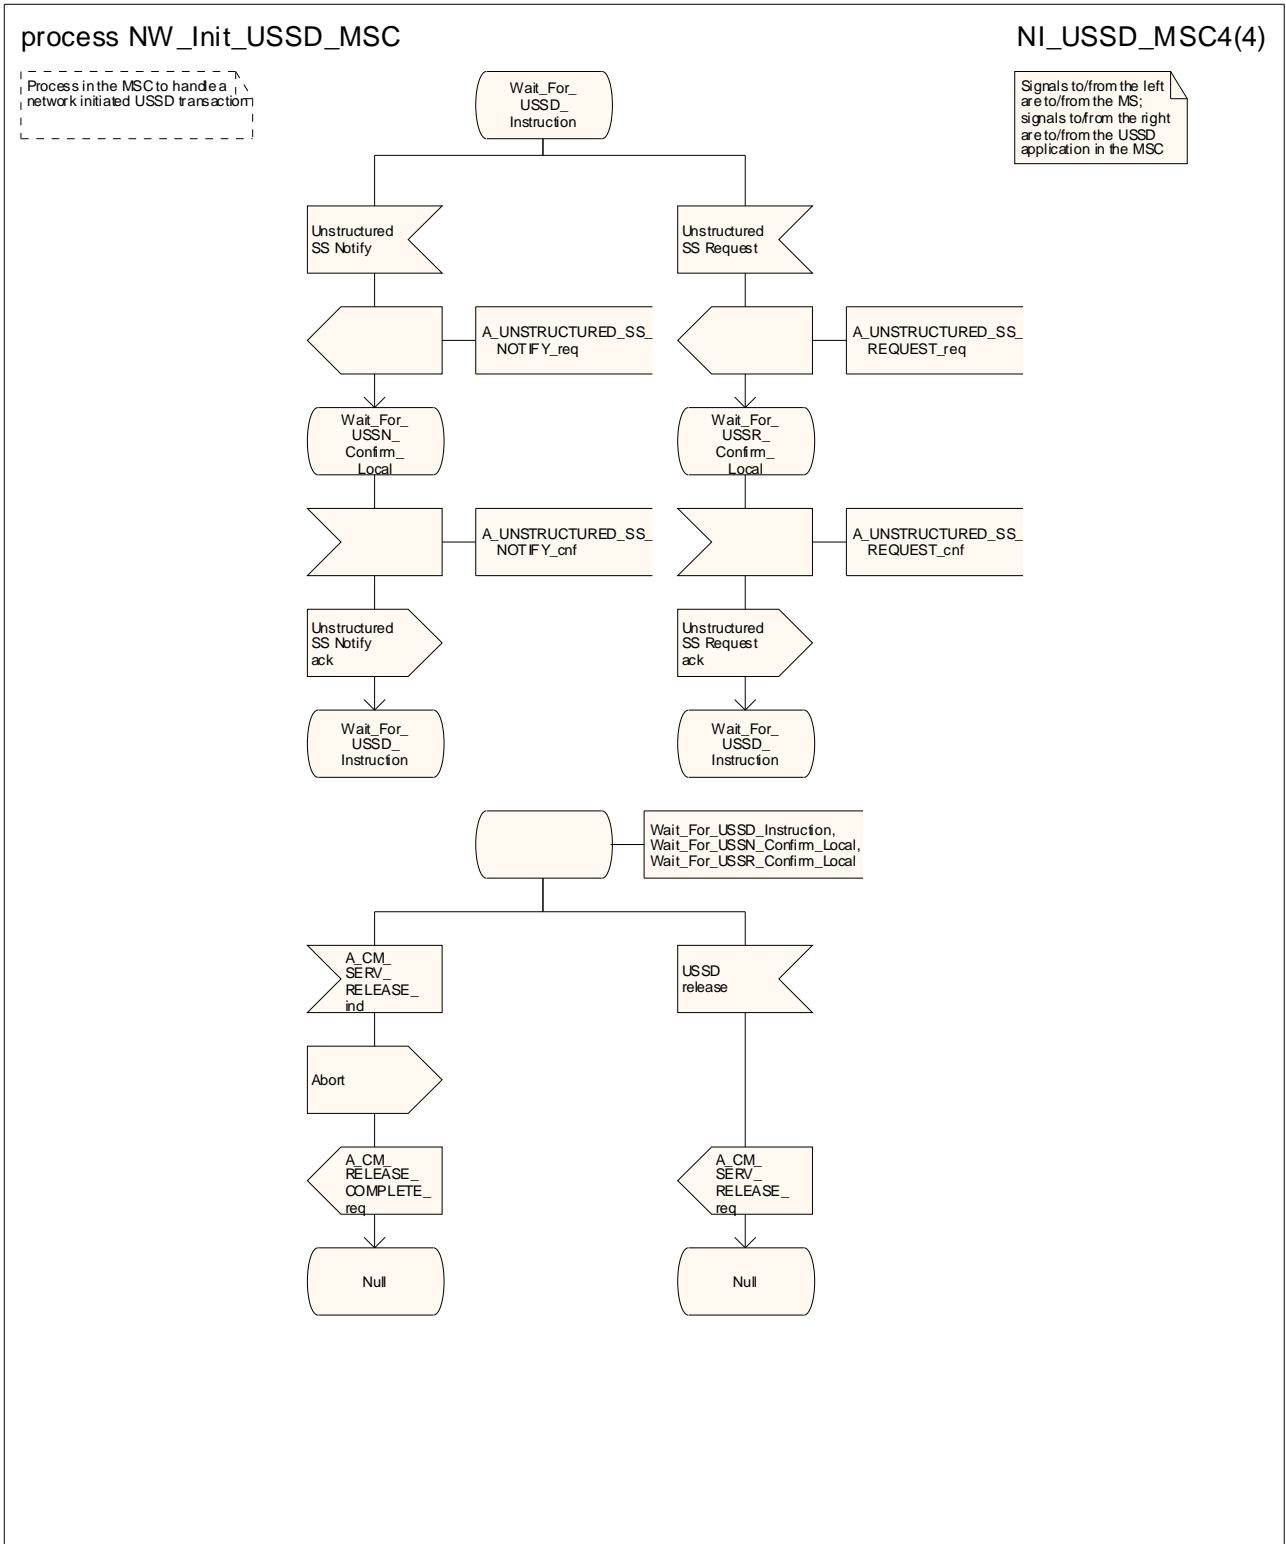 process NW_Init_USSD_MSC
NI_USSD_MSC4(4)
Process in the MSC to handle a
network initiated USSD transaction
Signals to/from the left
are to/from the MS;
signals to/from the right
are to/from the USSD
application in the MSC
Wait_For_
USSD_
Instruction
Unstructured
SS Notify
Unstructured
SS Request
A_UNSTRUCTURED_SS_
NOTIFY_req
A_UNSTRUCTURED_SS_
REQUEST_req
Wait_For_
USSN_
Confirm_
Local
Wait_For_
USSR_
Confirm_
Local
A_UNSTRUCTURED_SS_
NOTIFY_cnf
A_UNSTRUCTURED_SS_
REQUEST_cnf
Unstructured
SS Notify
ack
Unstructured
SS Request
ack
Wait_For_
USSD_
Instruction
Wait_For_
USSD_
Instruction
Wait_For_USSD_Instruction,
Wait_For_USSN_Confirm_Local,
Wait_For_USSR_Confirm_Local
A_CM_
SERV_
RELEASE_
ind
USSD
release
Abort
A_CM_
RELEASE_
COMPLETE_
req
A_CM_
SERV_
RELEASE_
req
Null
Null